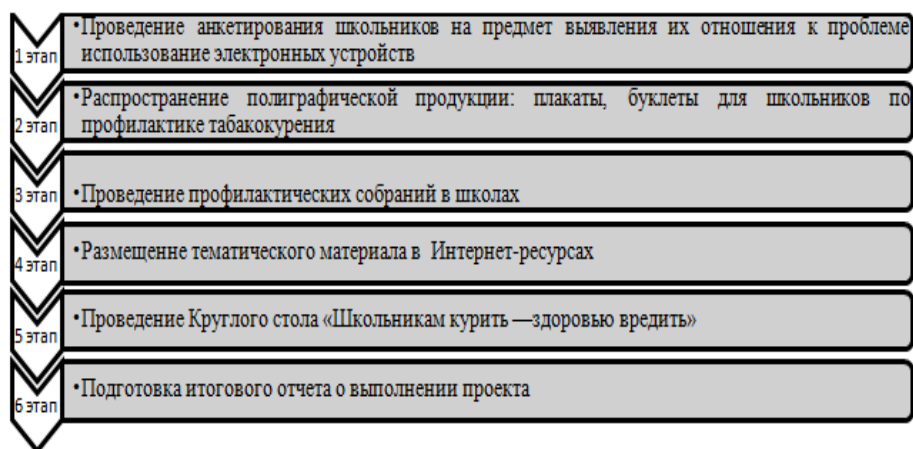 1 этап
•Проведение анкетирования школьников на предмет выявления их отношения к проблеме
использование электронных устройств
2 этап
•Распространение полиграфической продукции: плакаты, буклеты для школьников по
профилактике табакокурения
3 этап
•Проведение профилактических собраний в школах
4 этап
•Размещение тематического материала в Интернет-ресурсах
5 этап
•Проведение Круглого стола «Школьникам курить —здоровью вредить»
6 этап
•Подготовка итогового отчета о выполнении проекта